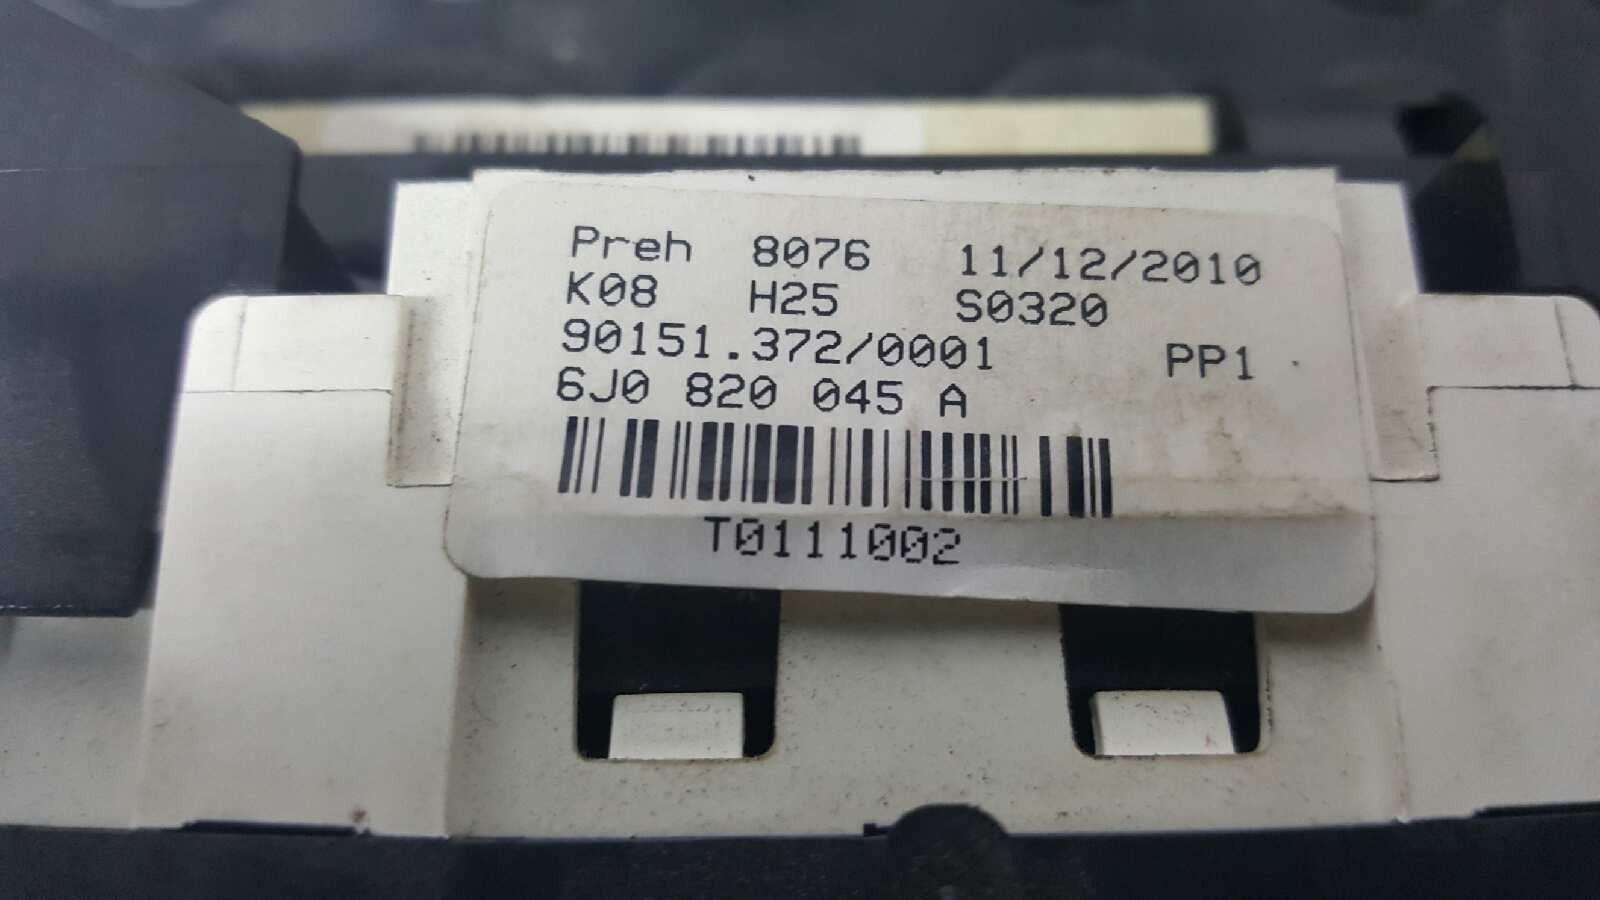 Preh 8076 11/12/2010
K08 H25 S0320
90151.372/0001 PP1
6J0 820 045 A
T0111002